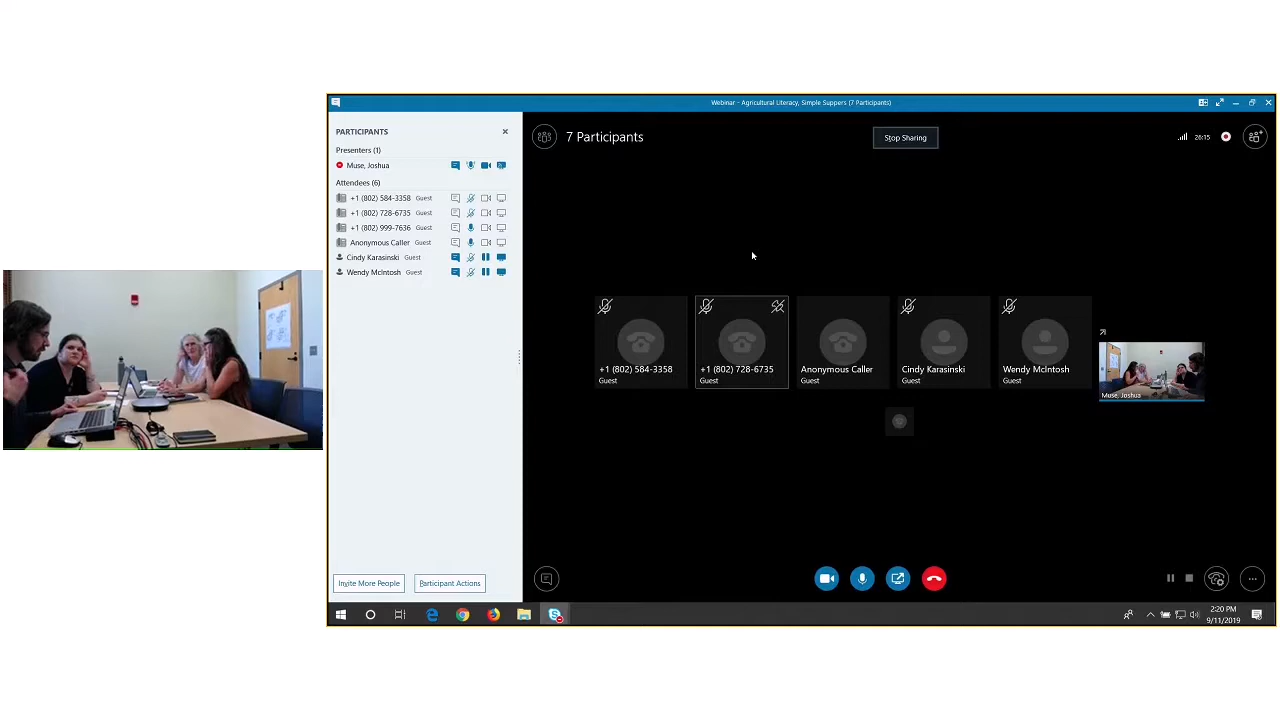 Webinar - Agricultural Literacy, Simple Suppers (7 Participants)
PARTICIPANTS
Presenters (1)
Muse, Joshua
Attendees (6)
+1 (802) 584-3358 Guest
+1 (802) 728-6735 Guest
+1 (802) 999-7636 Guest
Anonymous Caller Guest
Cindy Karasinski Guest
Wendy McIntosh Guest
Invite More People
Participant Actions
7 Participants
Stop Sharing
26:15
+1 (802) 584-3358
Guest
+1 (802) 728-6735
Guest
Anonymous Caller
Guest
Cindy Karasinski
Guest
Wendy McIntosh
Guest
Muse, Joshua
2:20 PM
9/11/2019